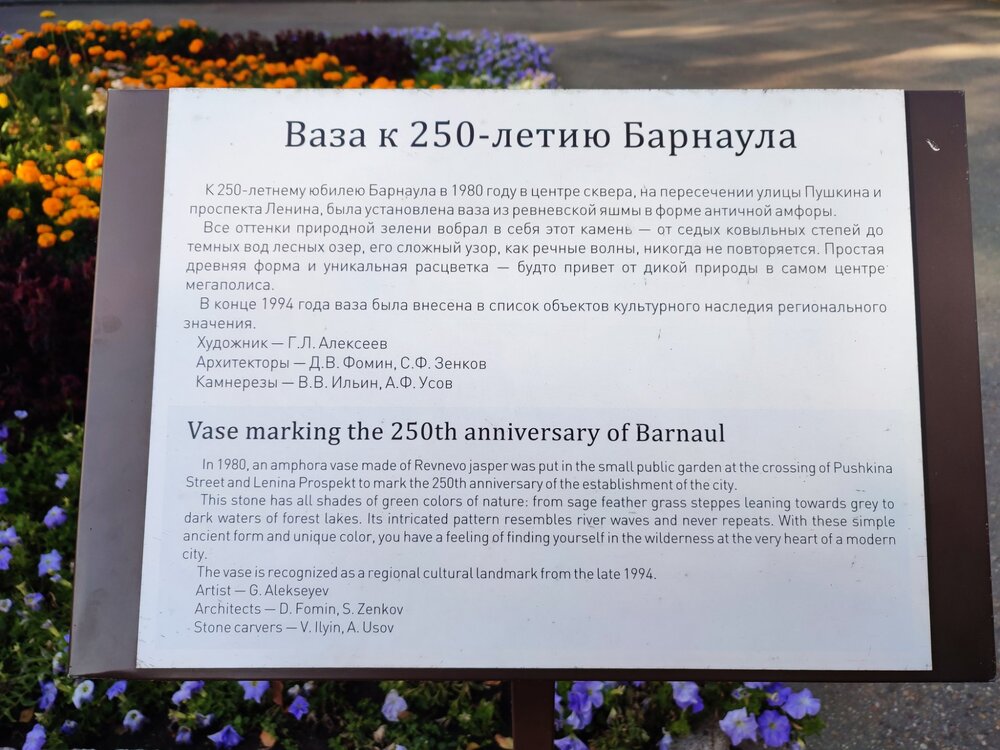 Ваза к 250-летию Барнаула
К 250-летнему юбилею Барнаула в 1980 году в центре сквера, на пересечении улицы Пушкина и
проспекта Ленина, была установлена ваза из ревневской яшмы в форме античной амфоры.
Все оттенки природной зелени вобрал в себя этот камень — от седых ковыльных степей до
темных вод лесных озер, его сложный узор, как речные волны, никогда не повторяется. Простая
древняя форма и уникальная расцветка — будто привет от дикой природы в самом центре
мегаполиса.
В конце 1994 года ваза была внесена в список объектов культурного наследия регионального
значения.
Художник — Г.Л. Алексеев
Архитекторы — Д.В. Фомин, С.Ф. Зенков
Камнерезы — В.В. Ильин, А.Ф. Усов
Vase marking the 250th anniversary of Barnaul
In 1980, an amphora vase made of Revnevo jasper was put in the small public garden at the crossing of Pushkina
Street and Lenina Prospekt to mark the 250th anniversary of the establishment of the city.
This stone has all shades of green colors of nature: from sage feather grass steppes leaning towards grey to
dark waters of forest lakes. Its intricated pattern resembles river waves and never repeats. With these simple
ancient form and unique color, you have a feeling of finding yourself in the wilderness at the very heart of a modern
city.
The vase is recognized as a regional cultural landmark from the late 1994.
Artist — G. Alekseyev
Architects — D. Fomin, S. Zenkov
Stone carvers — V. Ilyin, A. Usov